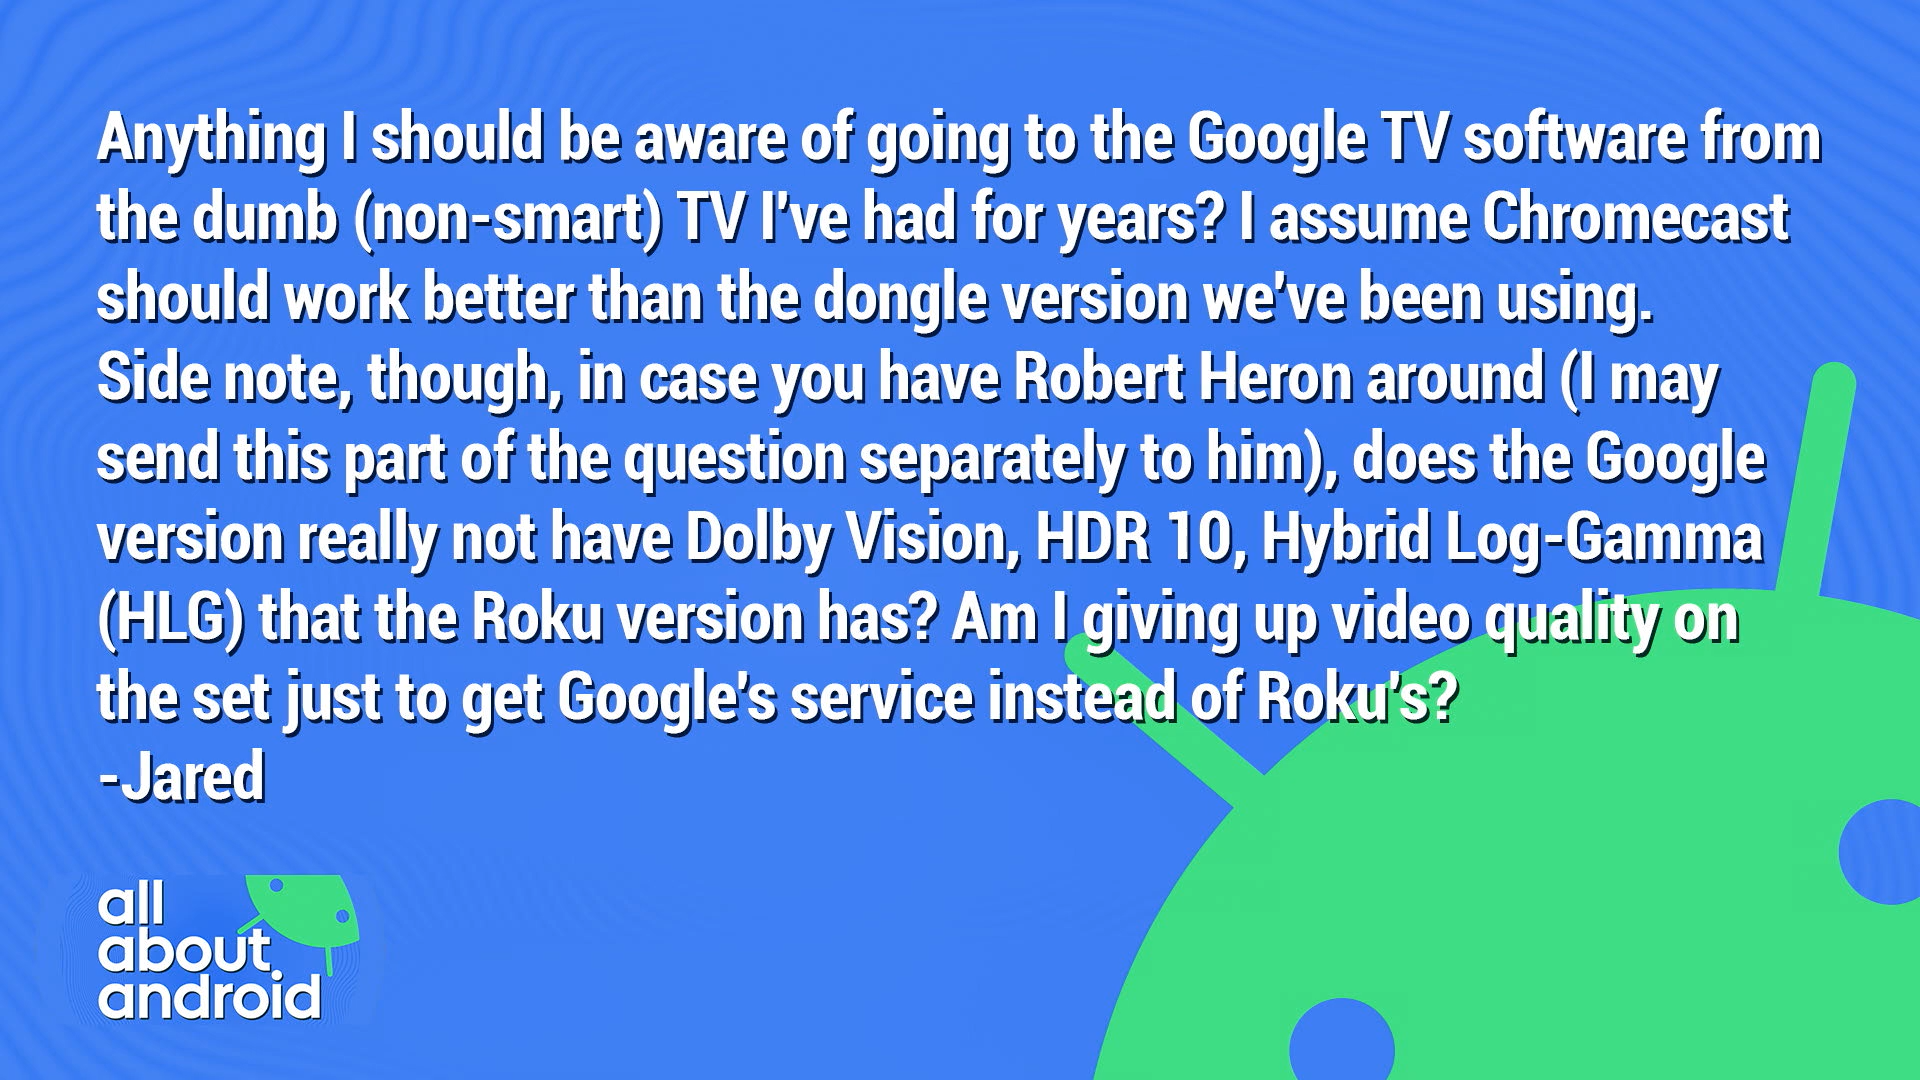 Anything I should be aware of going to the Google TV software from
the dumb (non-smart) TV I've had for years? I assume Chromecast
should work better than the dongle version we've been using.
Side note, though, in case you have Robert Heron around (I may
send this part of the question separately to him), does the Google
version really not have Dolby Vision, HDR 10, Hybrid Log-Gamma
(HLG) that the Roku version has? Am I giving up video quality on
the set just to get Google's service instead of Roku's?
-Jared
all
about
android